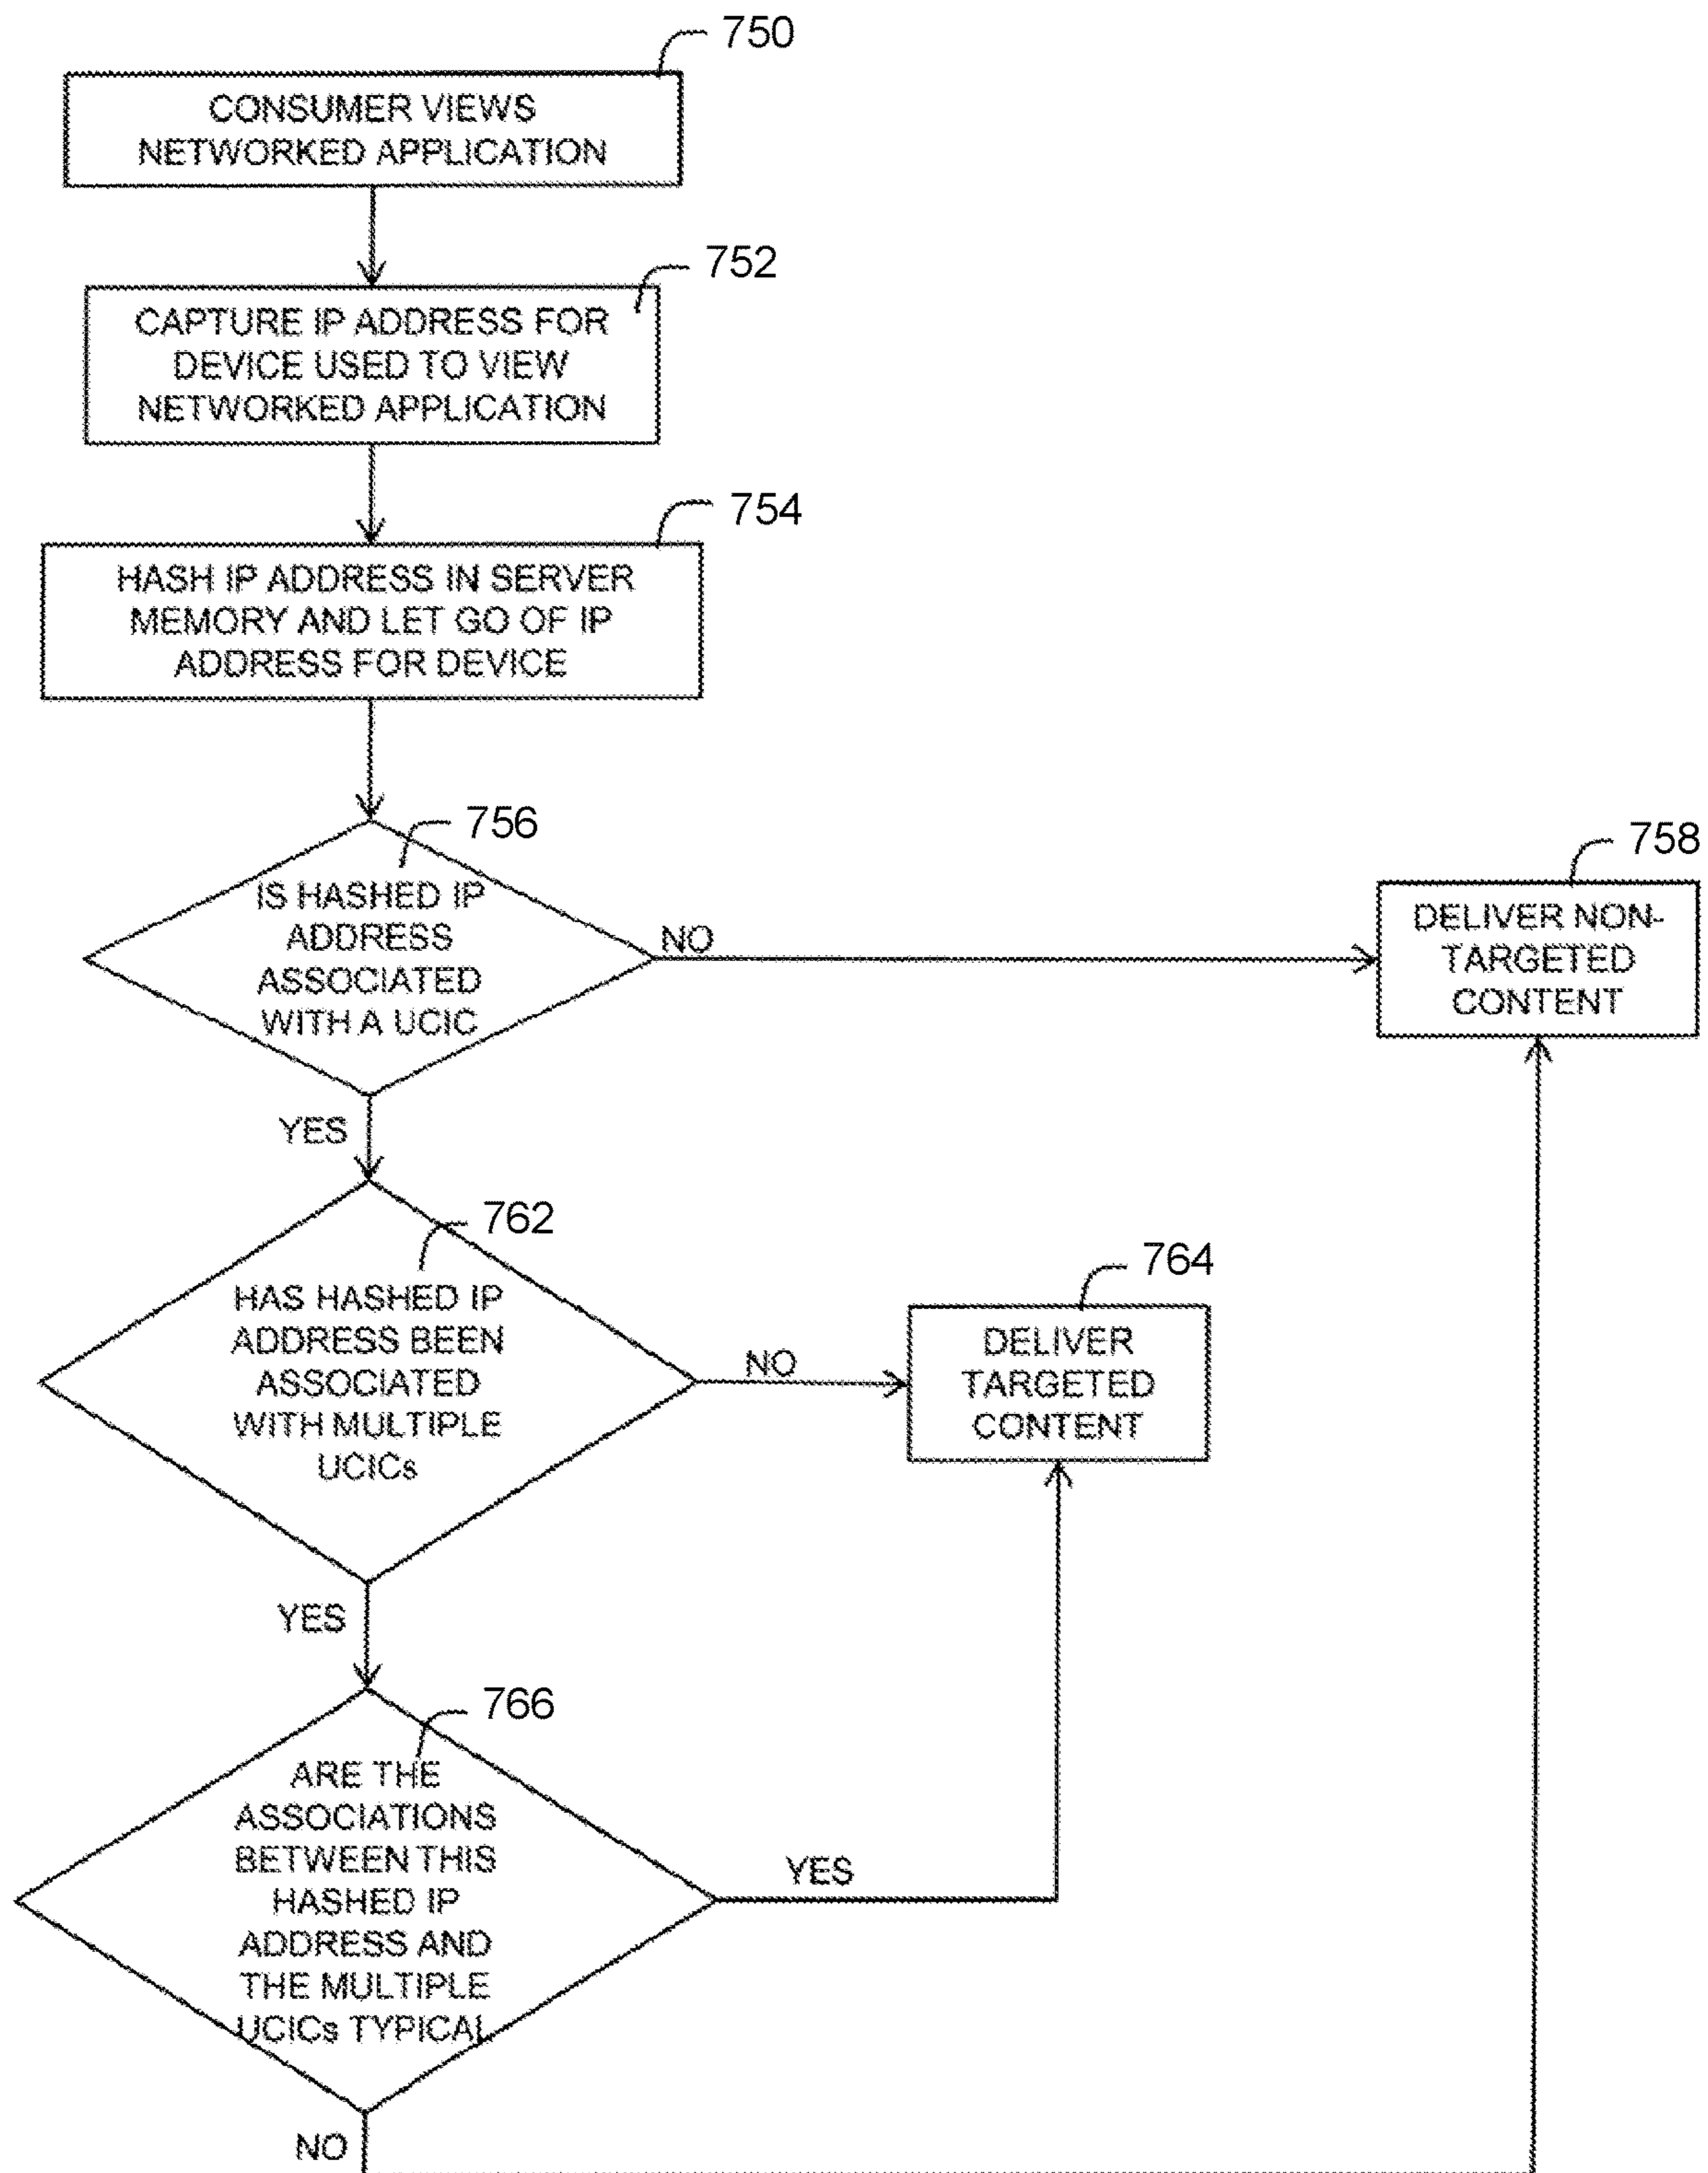 750
CONSUMER VIEWS
NETWORKED APPLICATION
752
CAPTURE IP ADDRESS FOR
DEVICE USED TO VIEW
NETWORKED APPLICATION
754
HASH IP ADDRESS IN SERVER
MEMORY AND LET GO OF IP
ADDRESS FOR DEVICE
756
IS HASHED IP
ADDRESS
ASSOCIATED
WITH A UCIC
NO
758
DELIVER NON-
TARGETED
CONTENT
YES
762
HAS HASHED IP
ADDRESS BEEN
ASSOCIATED
WITH MULTIPLE
UCICs
NO
764
DELIVER
TARGETED
CONTENT
YES
766
ARE THE
ASSOCIATIONS
BETWEEN THIS
HASHED IP
ADDRESS AND
THE MULTIPLE
UCICs TYPICAL
YES
NO